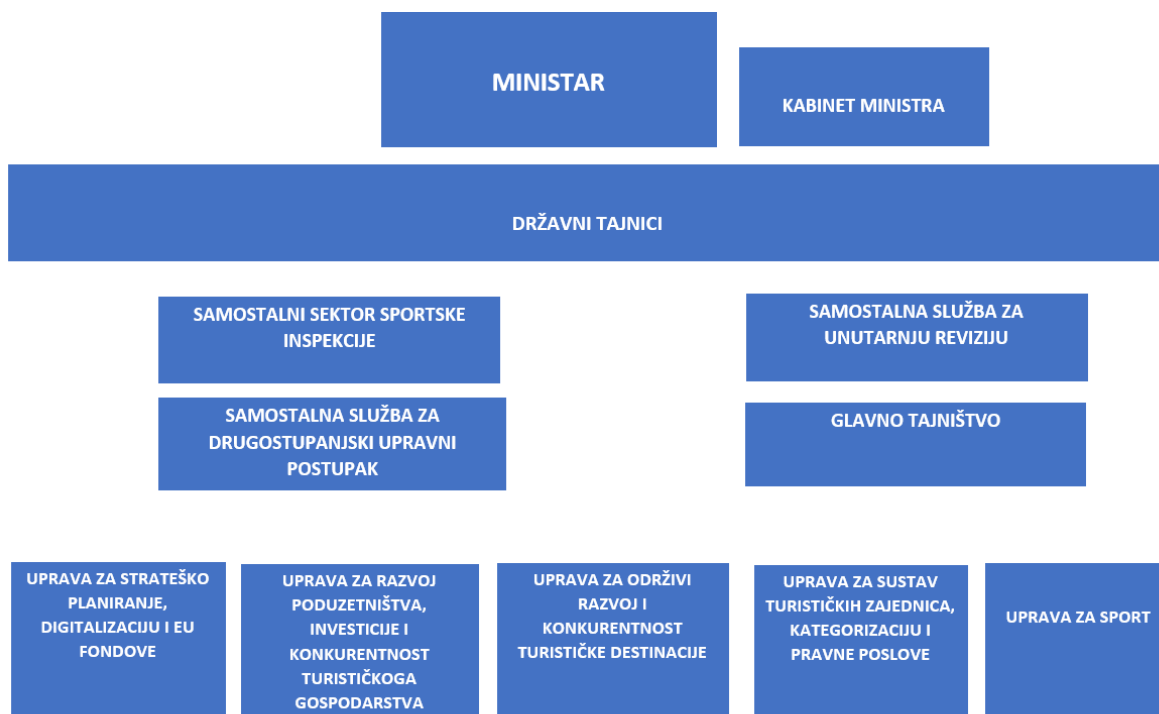 MINISTAR
KABINET MINISTRA
DRŽAVNI TAJNICI
SAMOSTALNI SEKTOR SPORTSKE
INSPEKCIJE
SAMOSTALNA SLUŽBA ZA
UNUTARNJU REVIZIJU
SAMOSTALNA SLUŽBA ZA
DRUGOSTUPANJSKI UPRAVNI
POSTUPAK
GLAVNO TAJNIŠTVO
UPRAVA ZA STRATEŠKO
PLANIRANJE,
DIGITALIZACIJU I EU
FONDOVE
UPRAVA ZA RAZVOJ
PODUZETNIŠTVA,
INVESTICIJE I
KONKURENTNOST
TURISTIČKOGA
GOSPODARSTVA
UPRAVA ZA ODRŽIVI
RAZVOJ I
KONKURENTNOST
TURISTIČKE DESTINACIJE
UPRAVA ZA SUSTAV
TURISTIČKIH ZAJEDNICA,
KATEGORIZACIJU I
PRAVNE POSLOVE
UPRAVA ZA SPORT